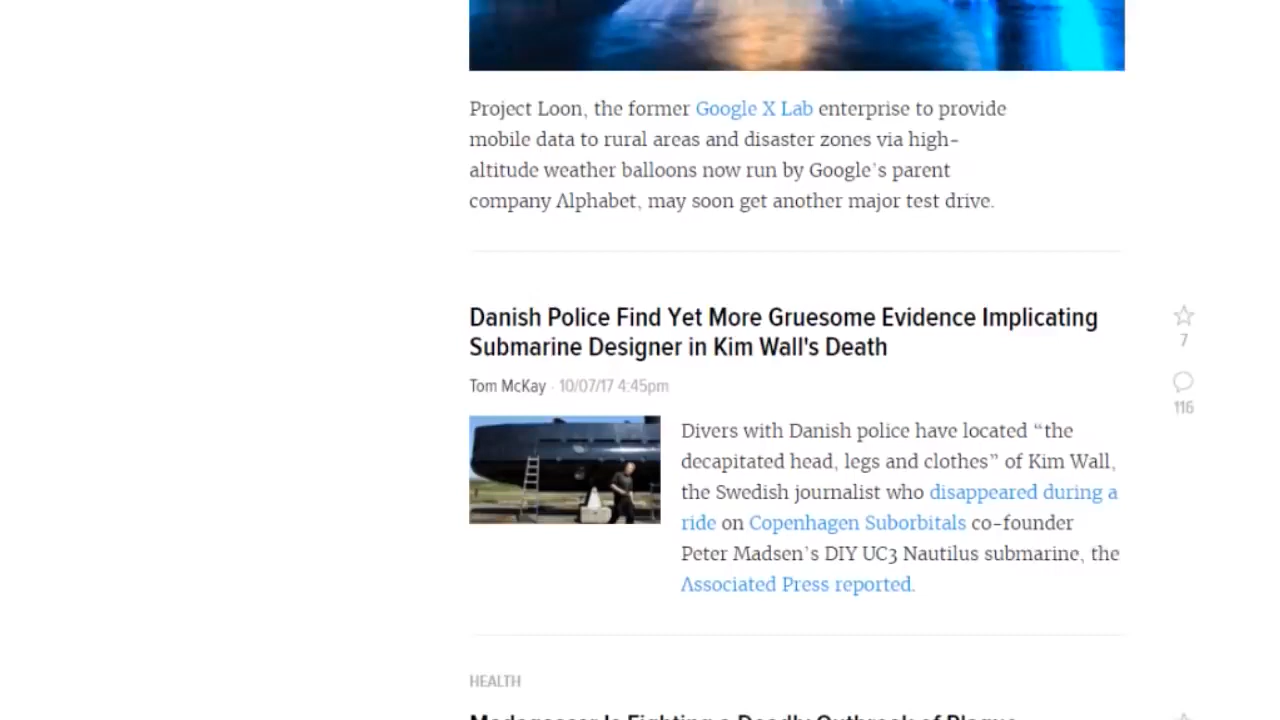 Project Loon, the former Google X Lab enterprise to provide
mobile data to rural areas and disaster zones via high-
altitude weather balloons now run by Google's parent
company Alphabet, may soon get another major test drive.
Danish Police Find Yet More Gruesome Evidence Implicating
Submarine Designer in Kim Wall's Death
7
Tom McKay · 10/07/17 4:45pm
116
Divers with Danish police have located “the
decapitated head, legs and clothes” of Kim Wall,
the Swedish journalist who disappeared during a
ride on Copenhagen Suborbitals co-founder
Peter Madsen's DIY UC3 Nautilus submarine, the
Associated Press reported.
HEALTH
Madagascar Is Fighting a Deadly Outbreak of Plague